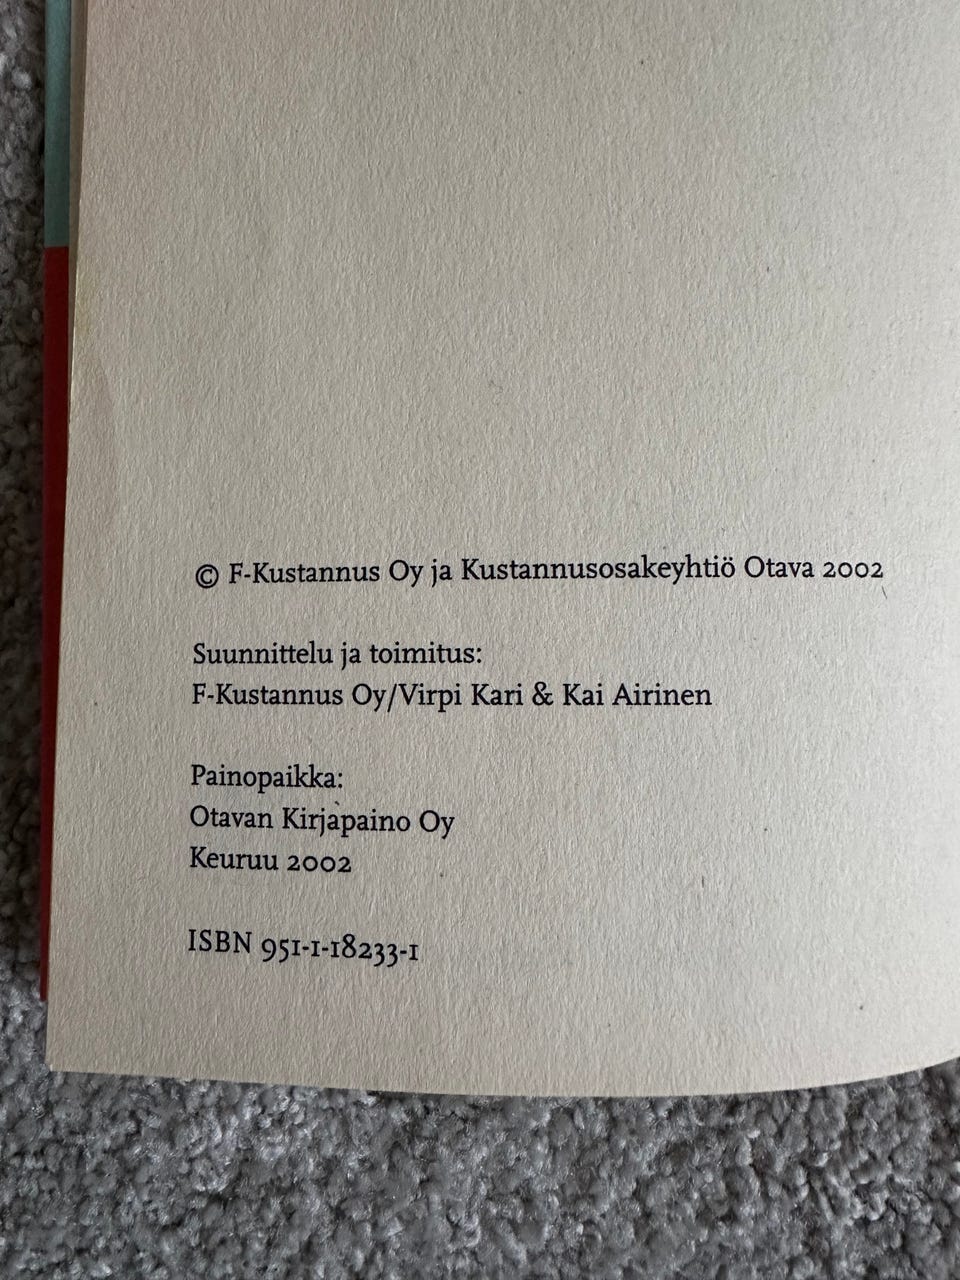 © F-Kustannus Oy ja Kustannusosakeyhtiö Otava 2002
Suunnittelu ja toimitus:
F-Kustannus Oy/Virpi Kari & Kai Airinen
Painopaikka:
Otavan Kirjapaino Oy
Keuruu 2002
ISBN 951-1-18233-1